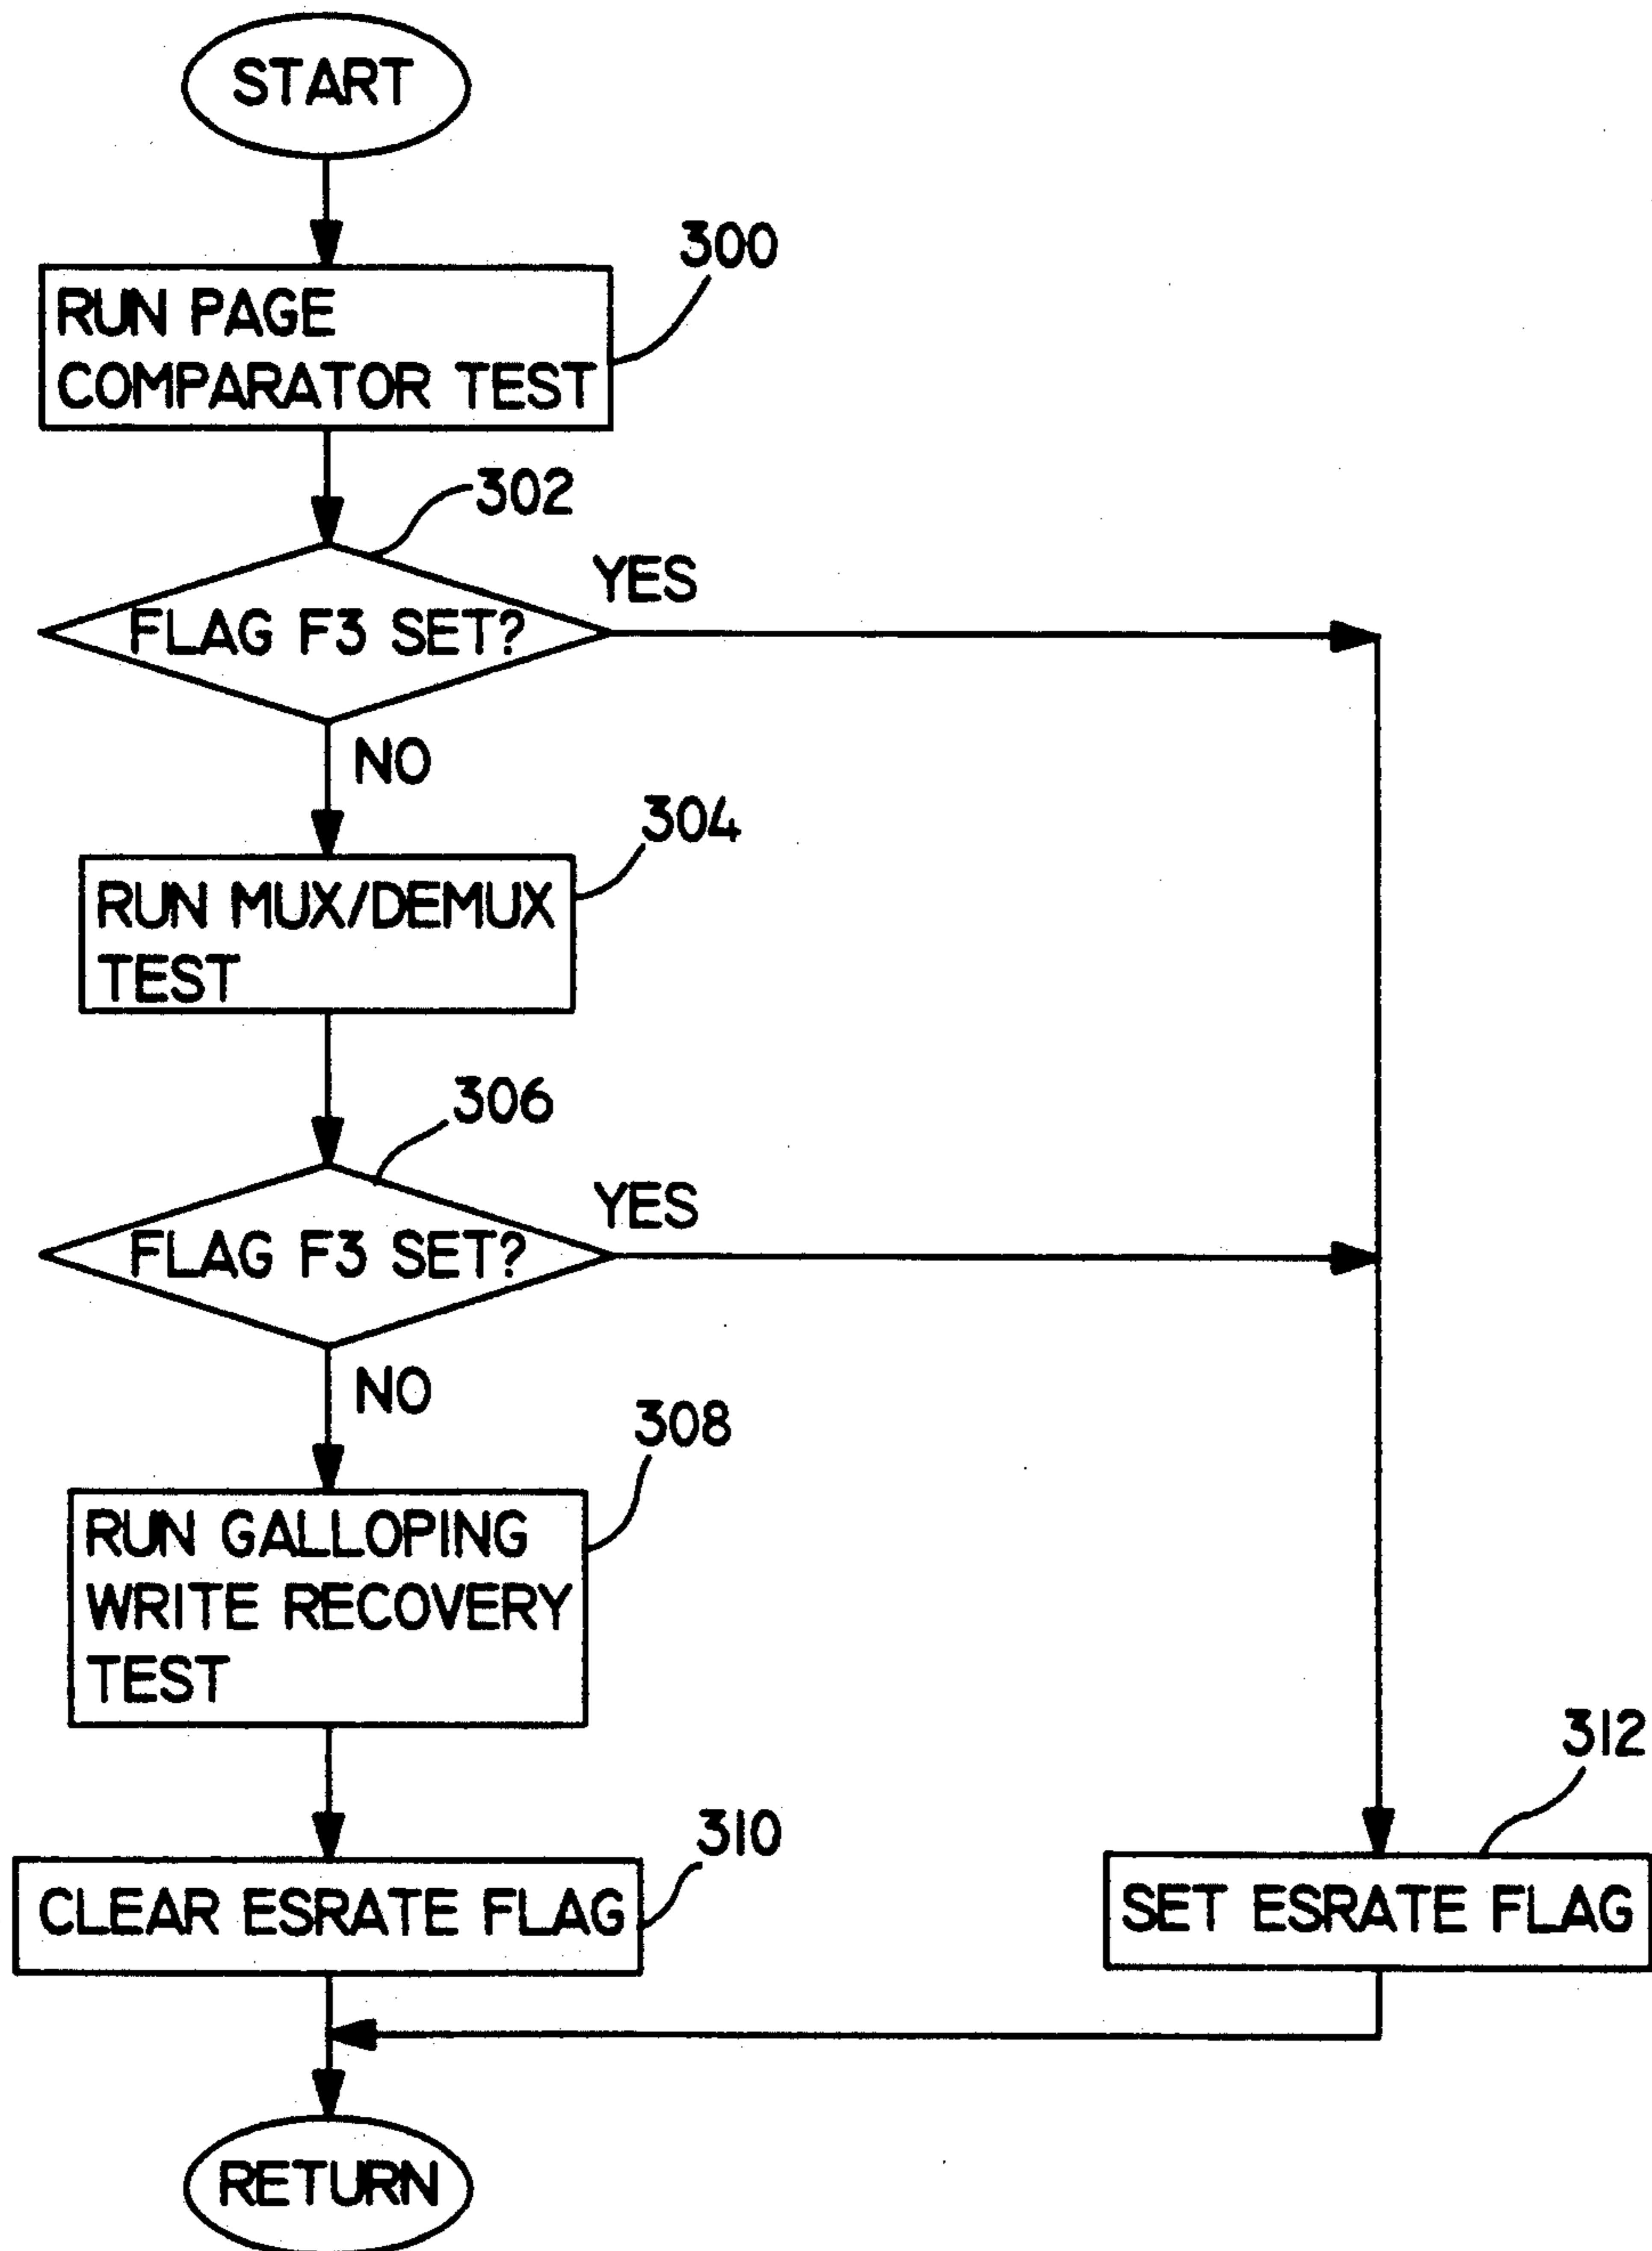 START
300
RUN PAGE
COMPARATOR TEST
302
YES
FLAG F3 SET?
NO
304
RUN MUX/DEMUX
TEST
306
YES
FLAG F3 SET?
NO
308
RUN GALLOPING
WRITE RECOVERY
TEST
312
310
CLEAR ESRATE FLAG
SET ESRATE FLAG
RETURN